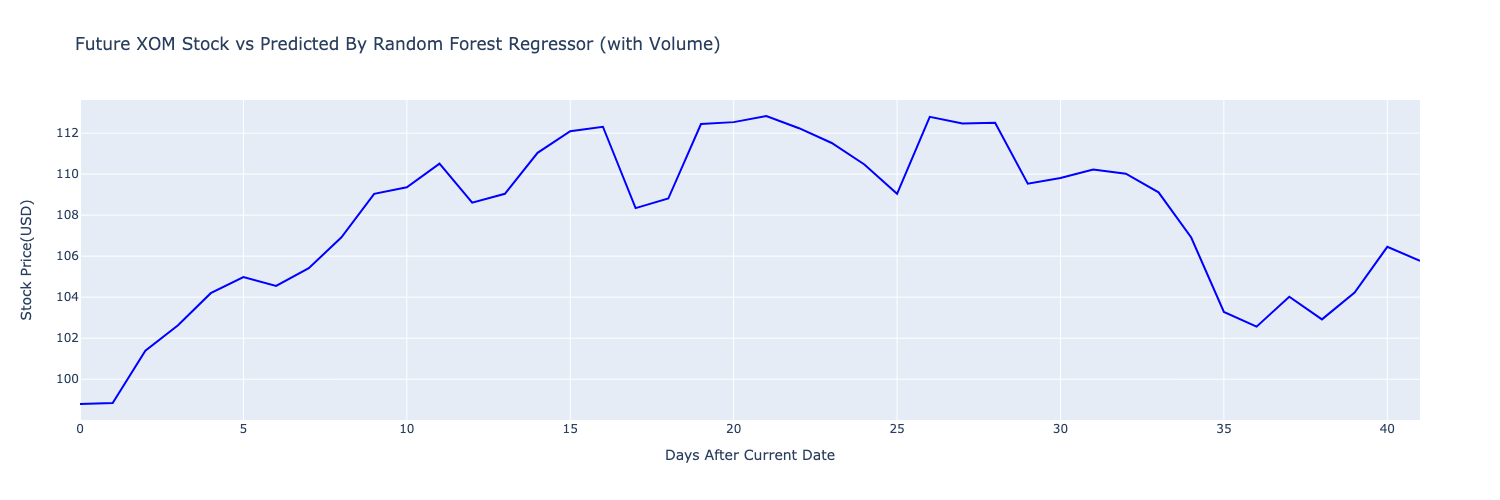 Future XOM Stock vs Predicted By Random Forest Regressor (with Volume)
Stock Price(USD)
112
110
108
106
104
102
100
0 5 10 15 20 25 30 35 40
Days After Current Date